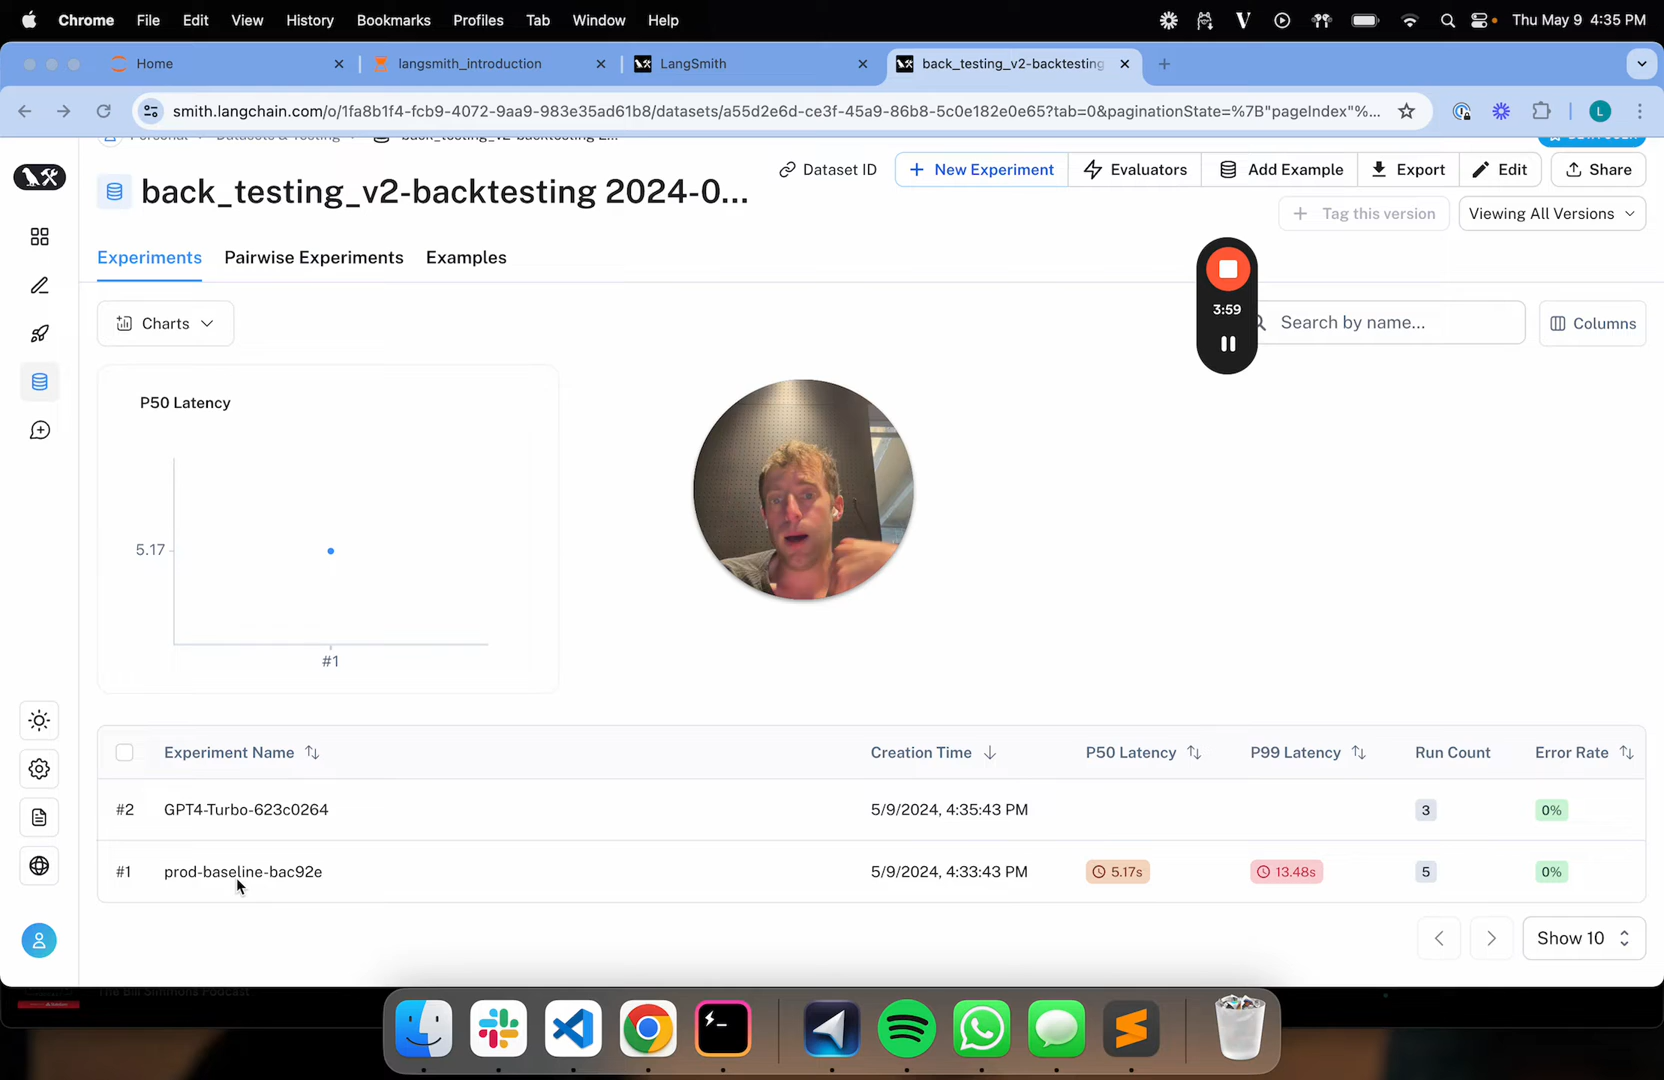 Chrome File Edit View History Bookmarks Profiles Tab Window Help
Thu May 9 4:35 PM
Home
langsmith_introduction
LangSmith
back_testing_v2-backtesting
smith.langchain.com/o/1fa8b1f4-fcb9-4072-9aa9-983e35ad61b8/datasets/a55d2e6d-ce3f-45a9-86b8-5c0e182e0e65?tab=0&paginationState=%7B"pageIndex"%...
L
Dataset ID
New Experiment
Evaluators
Add Example
Export
Edit
Share
back_testing_v2-backtesting 2024-0...
Tag this version
Viewing All Versions
Experiments
Pairwise Experiments
Examples
3:59
Charts
Search by name...
Columns
P50 Latency
5.17
#1
Experiment Name
Creation Time
P50 Latency
P99 Latency
Run Count
Error Rate
#2 GPT4-Turbo-623c0264 5/9/2024, 4:35:43 PM 3 0%
#1 prod-baseline-bac92e 5/9/2024, 4:33:43 PM 5.17s 13.48s 5 0%
Show 10
The Bill Simmons Podcast